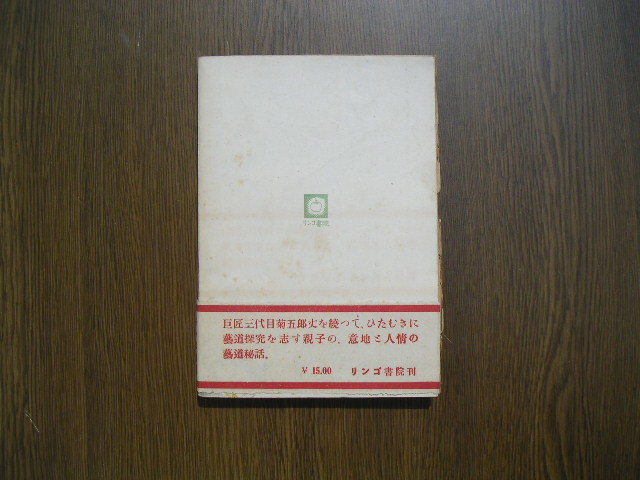 リンゴ書院
巨匠三代目菊五郎丈を繞つて、ひたむきに
藝道探究を志す親子の、意地と人情の
藝道秘話。
¥ 15.00 リンゴ書院刊